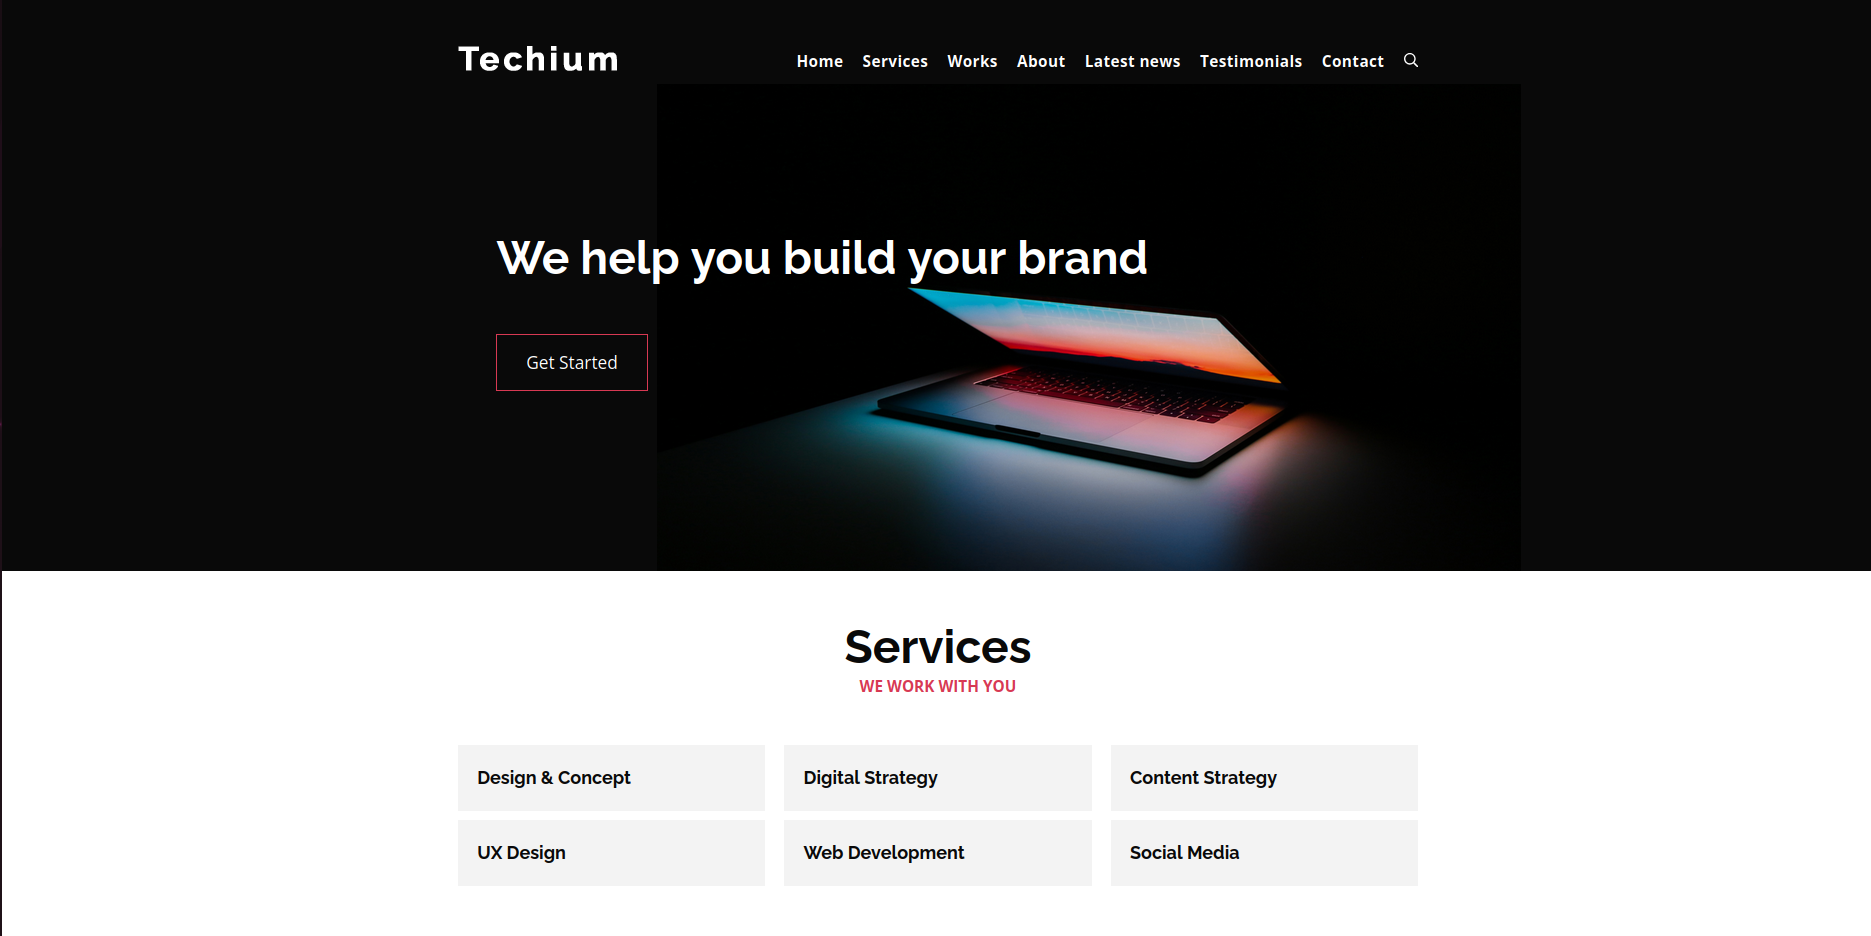 Techium
Home Services Works About Latest news Testimonials Contact
We help you build your brand
Get Started
Services
WE WORK WITH YOU
Design & Concept
Digital Strategy
Content Strategy
UX Design
Web Development
Social Media